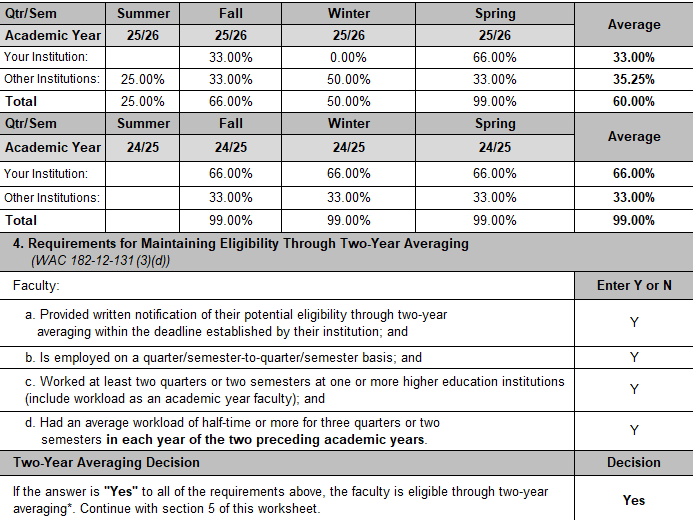 Qtr/Sem Summer Fall Winter Spring Average
Academic Year 25/26 25/26 25/26 25/26
Your Institution: 33.00% 0.00% 66.00% 33.00%
Other Institutions: 25.00% 33.00% 50.00% 33.00% 35.25%
Total 25.00% 66.00% 50.00% 99.00% 60.00%
Qtr/Sem Summer Fall Winter Spring Average
Academic Year 24/25 24/25 24/25 24/25
Your Institution: 66.00% 66.00% 66.00% 66.00%
Other Institutions: 33.00% 33.00% 33.00% 33.00%
Total 99.00% 99.00% 99.00% 99.00%
4. Requirements for Maintaining Eligibility Through Two-Year Averaging
(WAC 182-12-131(3)(d))
Faculty: Enter Y or N
a. Provided written notification of their potential eligibility through two-year
averaging within the deadline established by their institution; and Y
b. Is employed on a quarter/semester-to-quarter/semester basis; and Y
c. Worked at least two quarters or two semesters at one or more higher education institutions
(include workload as an academic year faculty); and Y
d. Had an average workload of half-time or more for three quarters or two
semesters in each year of the two preceding academic years. Y
Two-Year Averaging Decision Decision
If the answer is "Yes" to all of the requirements above, the faculty is eligible through two-year
averaging*. Continue with section 5 of this worksheet. Yes